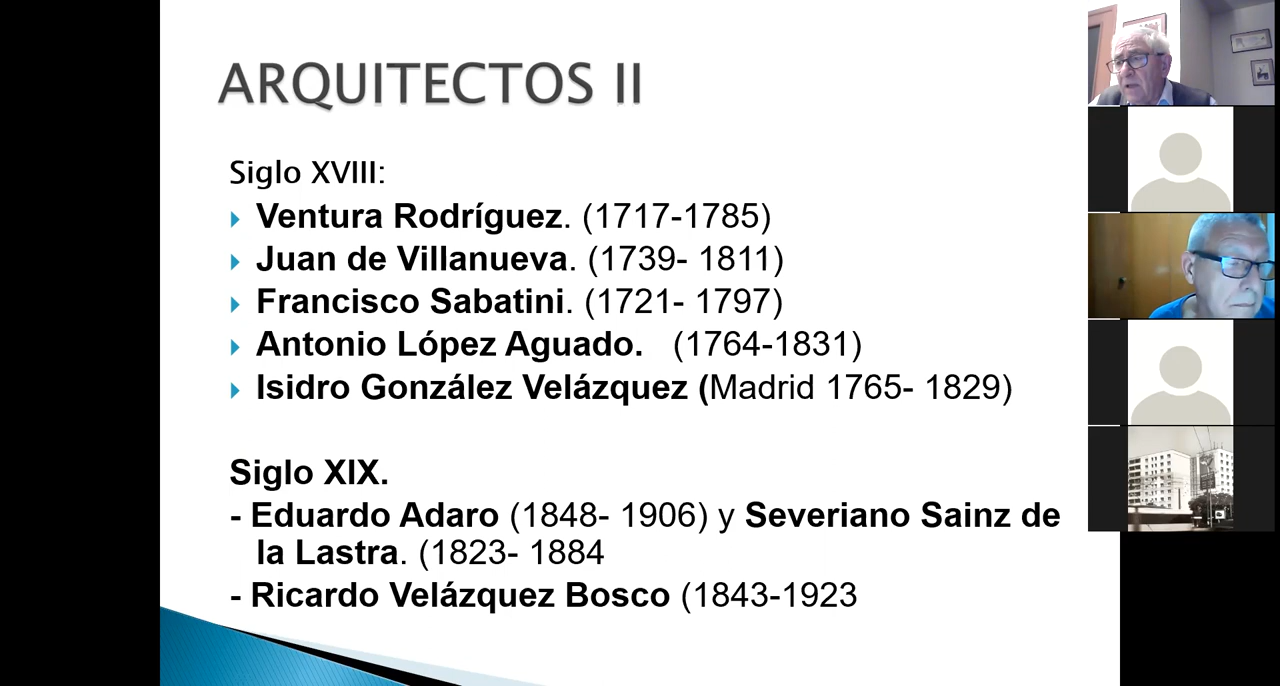 ARQUITECTOS II
Siglo XVIII:
Ventura Rodríguez. (1717-1785)
Juan de Villanueva. (1739- 1811)
Francisco Sabatini. (1721- 1797)
Antonio López Aguado. (1764-1831)
Isidro González Velázquez (Madrid 1765- 1829)
Siglo XIX.
- Eduardo Adaro (1848- 1906) y Severiano Sainz de
la Lastra. (1823- 1884
- Ricardo Velázquez Bosco (1843-1923